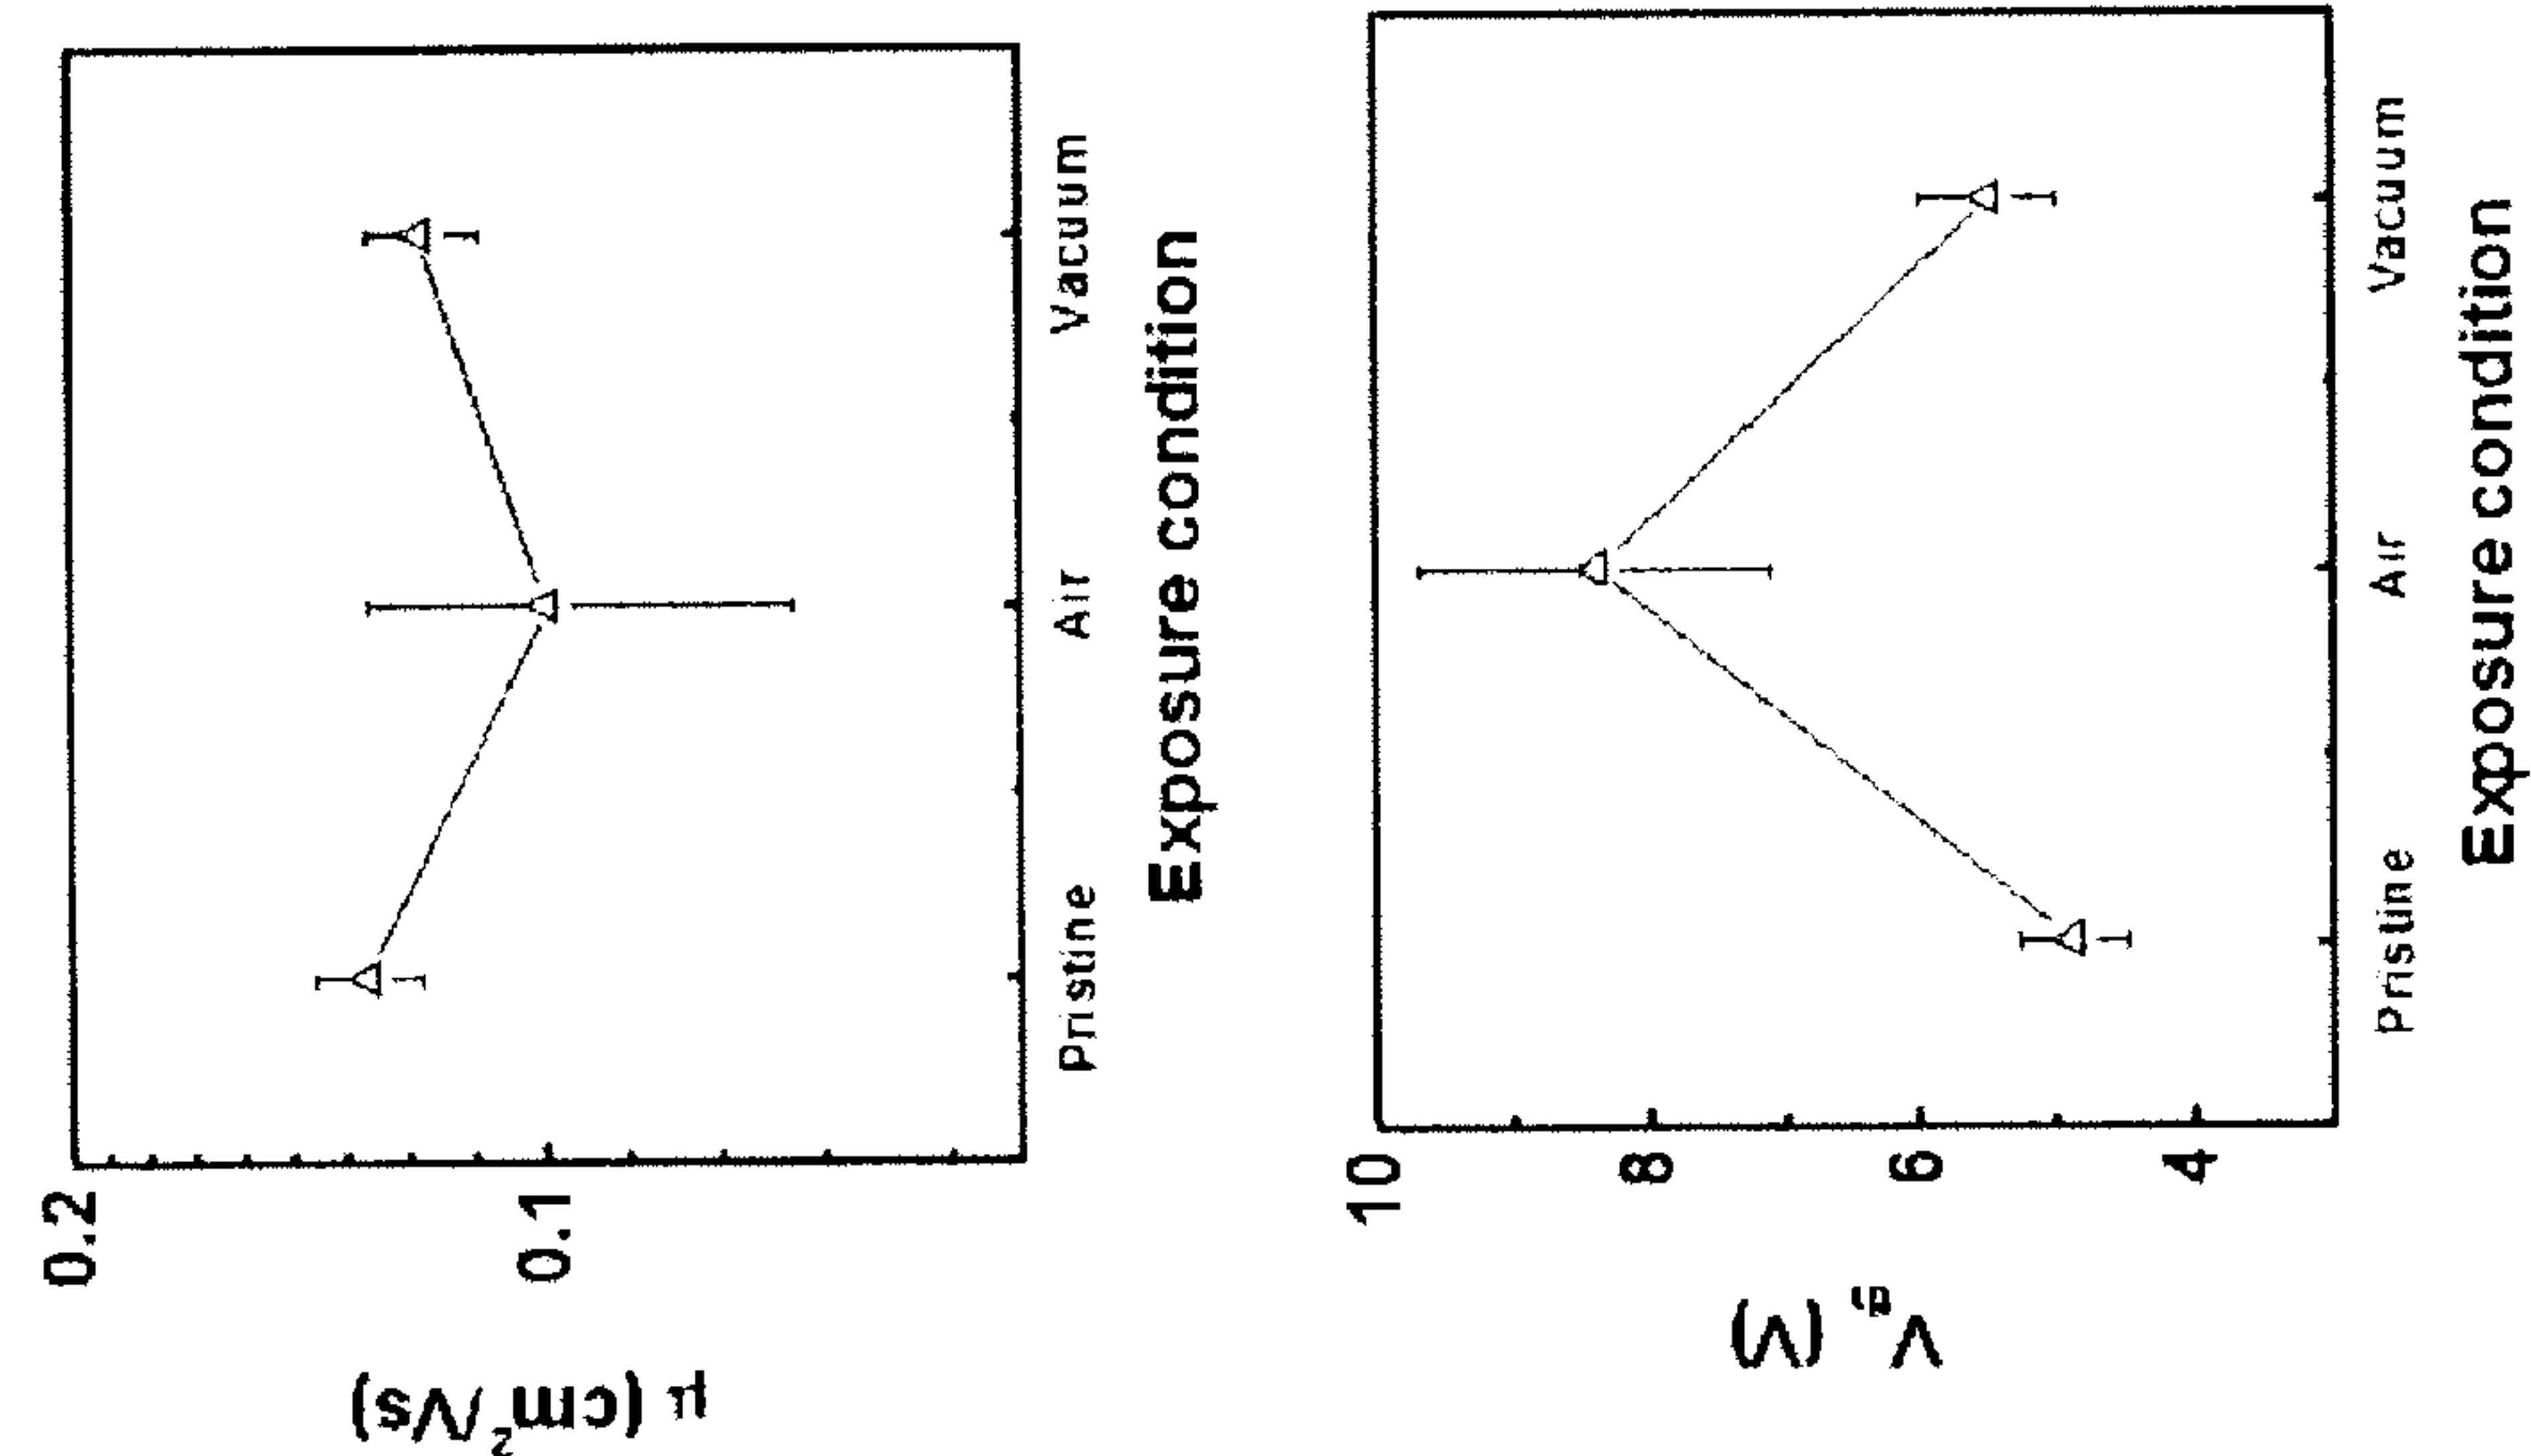 μ (cm²/Vs)
0.2
0.1
Pristine Air Vacuum
Exposure condition
Vth (V)
10
8
6
4
Pristine Air Vacuum
Exposure condition